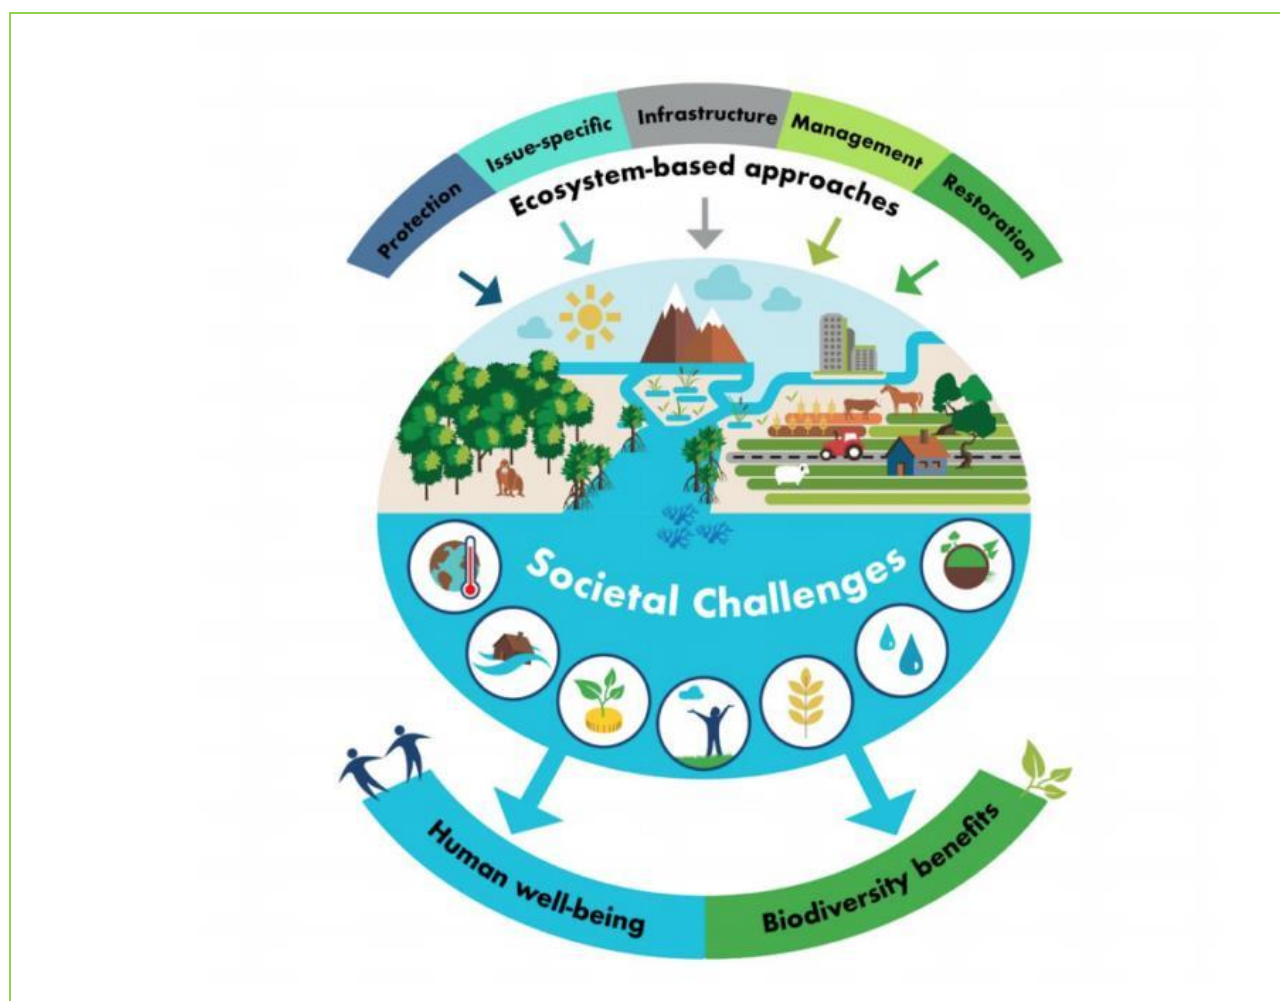 Protection
Issue-specific
Infrastructure
Management
Restoration
Ecosystem-based approaches
Societal Challenges
Human well-being
Biodiversity benefits